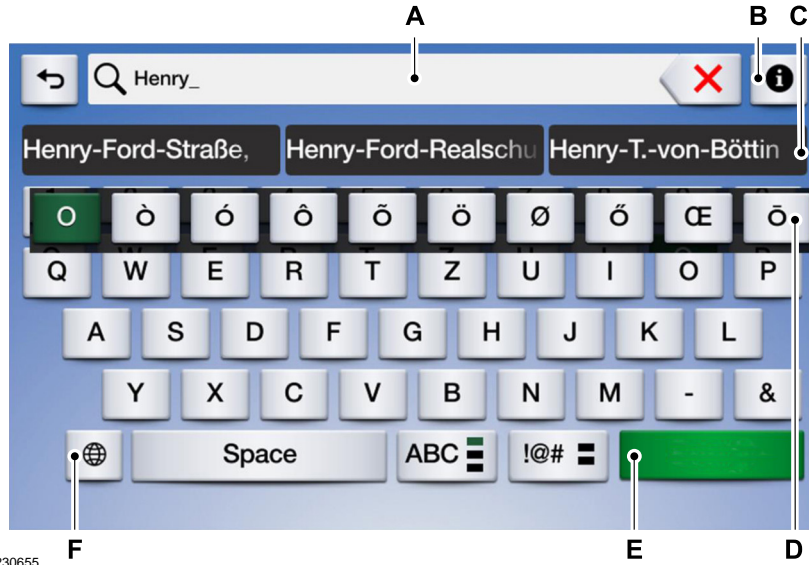 A B C
Henry_
Henry-Ford-Straße, Henry-Ford-Realschu Henry-T.-von-Böttin
O Ò Ó Ô Õ Ö Ø Ő Œ Ō
Q W E R T Z U I O P
A S D F G H J K L
Y X C V B N M - &
Space ABC !@#
F E D